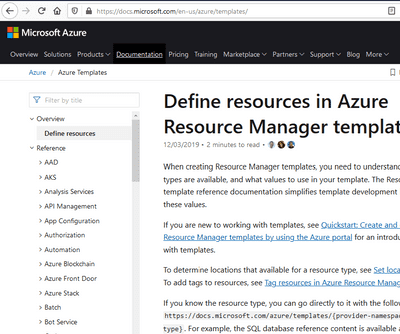 https://docs.microsoft.com/en-us/azure/templates/
Microsoft Azure
Overview Solutions Products Documentation Pricing Training Marketplace Partners Support Blog More
Azure / Azure Templates
Filter by title
Overview
Define resources
Reference
AAD
AKS
Analysis Services
API Management
App Configuration
Authorization
Automation
Azure Blockchain
Azure Front Door
Azure Stack
Batch
Bot Service
Define resources in Azure
Resource Manager templat
12/03/2019 • 2 minutes to read •
When creating Resource Manager templates, you need to understand
types are available, and what values to use in your template. The Reso
template reference documentation simplifies template development
these values.
If you are new to working with templates, see Quickstart: Create and
Resource Manager templates by using the Azure portal for an introdu
with templates.
To determine locations that available for a resource type, see Set loca
To add tags to resources, see Tag resources in Azure Resource Manag
If you know the resource type, you can go directly to it with the follow
https://docs.microsoft.com/azure/templates/{provider-namespac
type}. For example, the SQL database reference content is available a